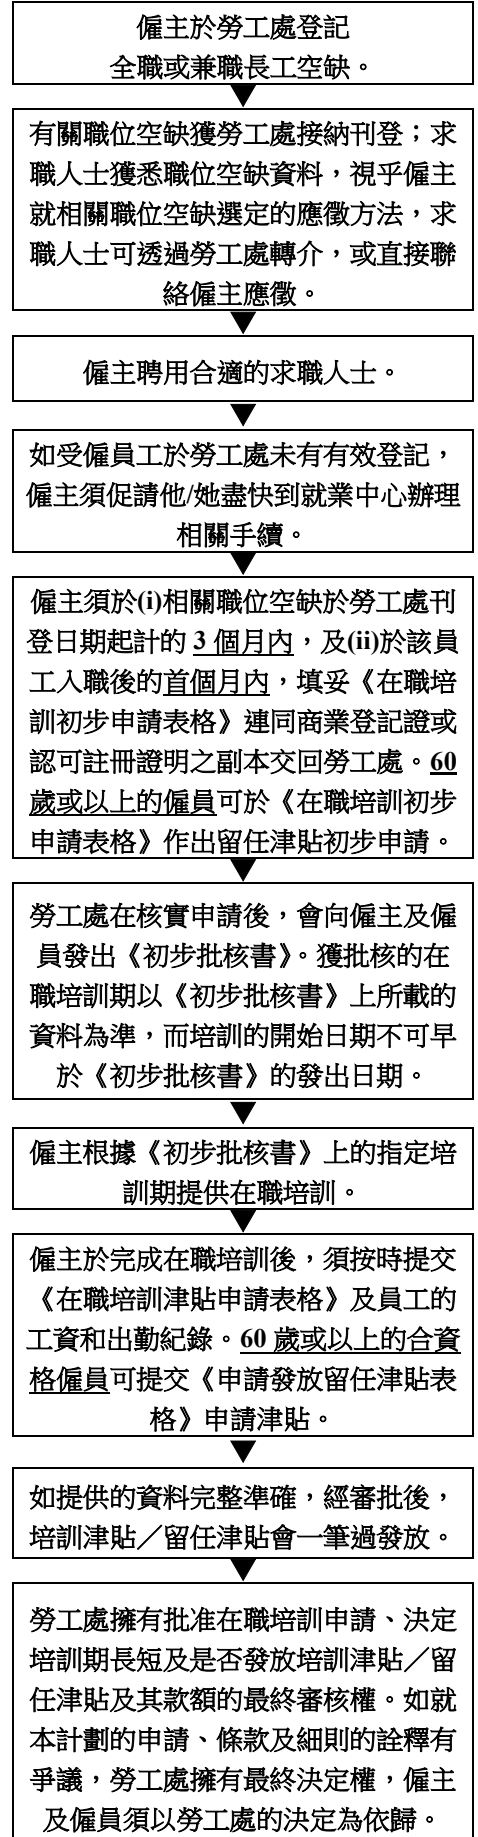 僱主於勞工處登記
全職或兼職長工空缺。
有關職位空缺獲勞工處接納刊登；求
職人士獲悉職位空缺資料，視乎僱主
就相關職位空缺選定的應徵方法，求
職人士可透過勞工處轉介，或直接聯
絡僱主應徵。
僱主聘用合適的求職人士。
如受僱員工於勞工處未有有效登記，
僱主須促請他/她盡快到就業中心辦理
相關手續。
僱主須於(i)相關職位空缺於勞工處刊
登日期起計的 3 個月內，及(ii)於該員
工入職後的首個月內，填妥《在職培
訓初步申請表格》連同商業登記證或
認可註冊證明之副本交回勞工處。60
歲或以上的僱員可於《在職培訓初步
申請表格》作出留任津貼初步申請。
勞工處在核實申請後，會向僱主及僱
員發出《初步批核書》。獲批核的在
職培訓期以《初步批核書》上所載的
資料為準，而培訓的開始日期不可早
於《初步批核書》的發出日期。
僱主根據《初步批核書》上的指定培
訓期提供在職培訓。
僱主於完成在職培訓後，須按時提交
《在職培訓津貼申請表格》及員工的
工資和出勤紀錄。60 歲或以上的合資
格僱員可提交《申請發放留任津貼表
格》申請津貼。
如提供的資料完整準確，經審批後，
培訓津貼／留任津貼會一筆過發放。
勞工處擁有批准在職培訓申請、決定
培訓期長短及是否發放培訓津貼／留
任津貼及其款額的最終審核權。如就
本計劃的申請、條款及細則的詮釋有
爭議，勞工處擁有最終決定權，僱主
及僱員須以勞工處的決定為依歸。